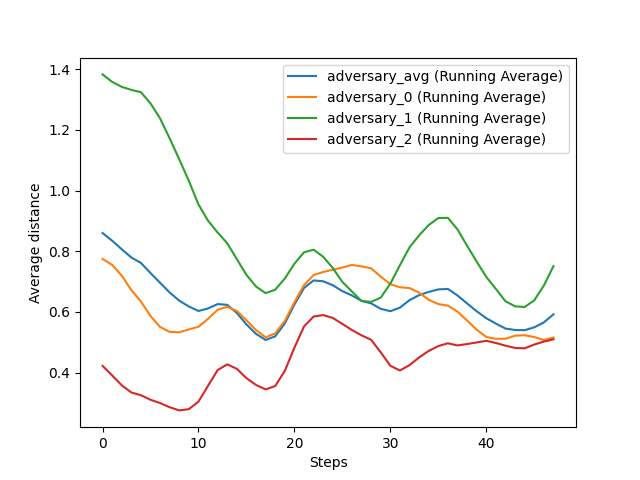 1.4
1.2
1.0
0.8
0.6
0.4
Average distance
adversary_avg (Running Average)
adversary_0 (Running Average)
adversary_1 (Running Average)
adversary_2 (Running Average)
0 10 20 30 40
Steps